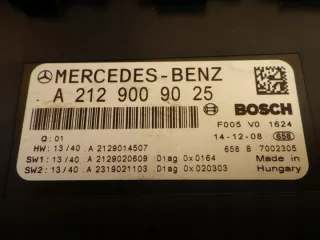 MERCEDES-BENZ
A 212 900 90 25
BOSCH
F005 V0 1624
Q: 01
14-12-08 658
HW: 13/40 A 2129014507
658 B 7002305
SW1: 13/40 A 2129020609 Diag 0x0164
Made in
SW2: 13/40 A 2319021103 Diag 0x020303
Hungary